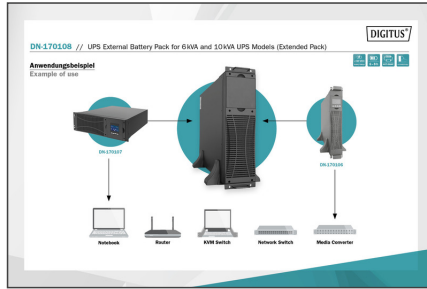 DIGITUS®
DN-170108 // UPS External Battery Pack for 6kVA and 10kVA UPS Models (Extended Pack)
Anwendungsbeispiel
Example of use
DN-170107
DN-170106
Notebook
Router
KVM Switch
Network Switch
Media Converter